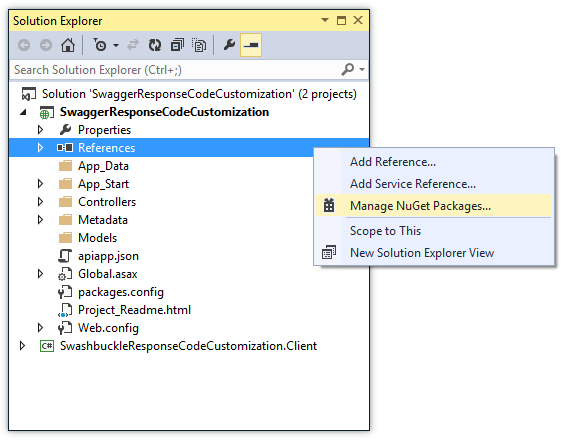 Solution Explorer
Search Solution Explorer (Ctrl+;)
Solution 'SwaggerResponseCodeCustomization' (2 projects)
SwaggerResponseCodeCustomization
Properties
References
App_Data
App_Start
Controllers
Metadata
Models
apiapp.json
Global.asax
packages.config
Project_Readme.html
Web.config
C# SwashbuckleResponseCodeCustomization.Client
Add Reference...
Add Service Reference...
Manage NuGet Packages...
Scope to This
New Solution Explorer View